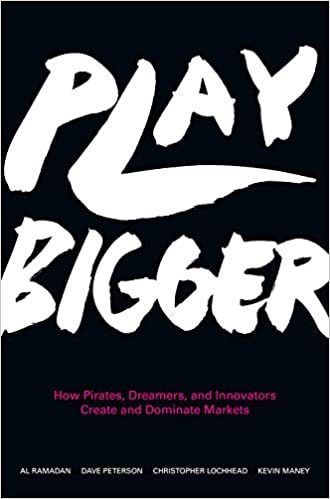 PLAY
BIGGER
How Pirates, Dreamers, and Innovators
Create and Dominate Markets
AL RAMADAN DAVE PETERSON CHRISTOPHER LOCHHEAD KEVIN MANEY